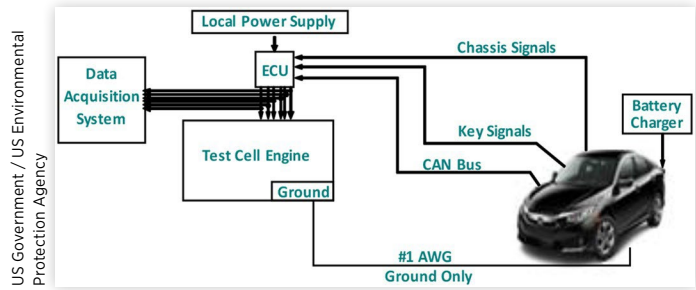 US Government / US Environmental
Protection Agency
Local Power Supply
Chassis Signals
Data
Acquisition
System
ECU
Battery
Charger
Key Signals
Test Cell Engine
CAN Bus
Ground
#1 AWG
Ground Only